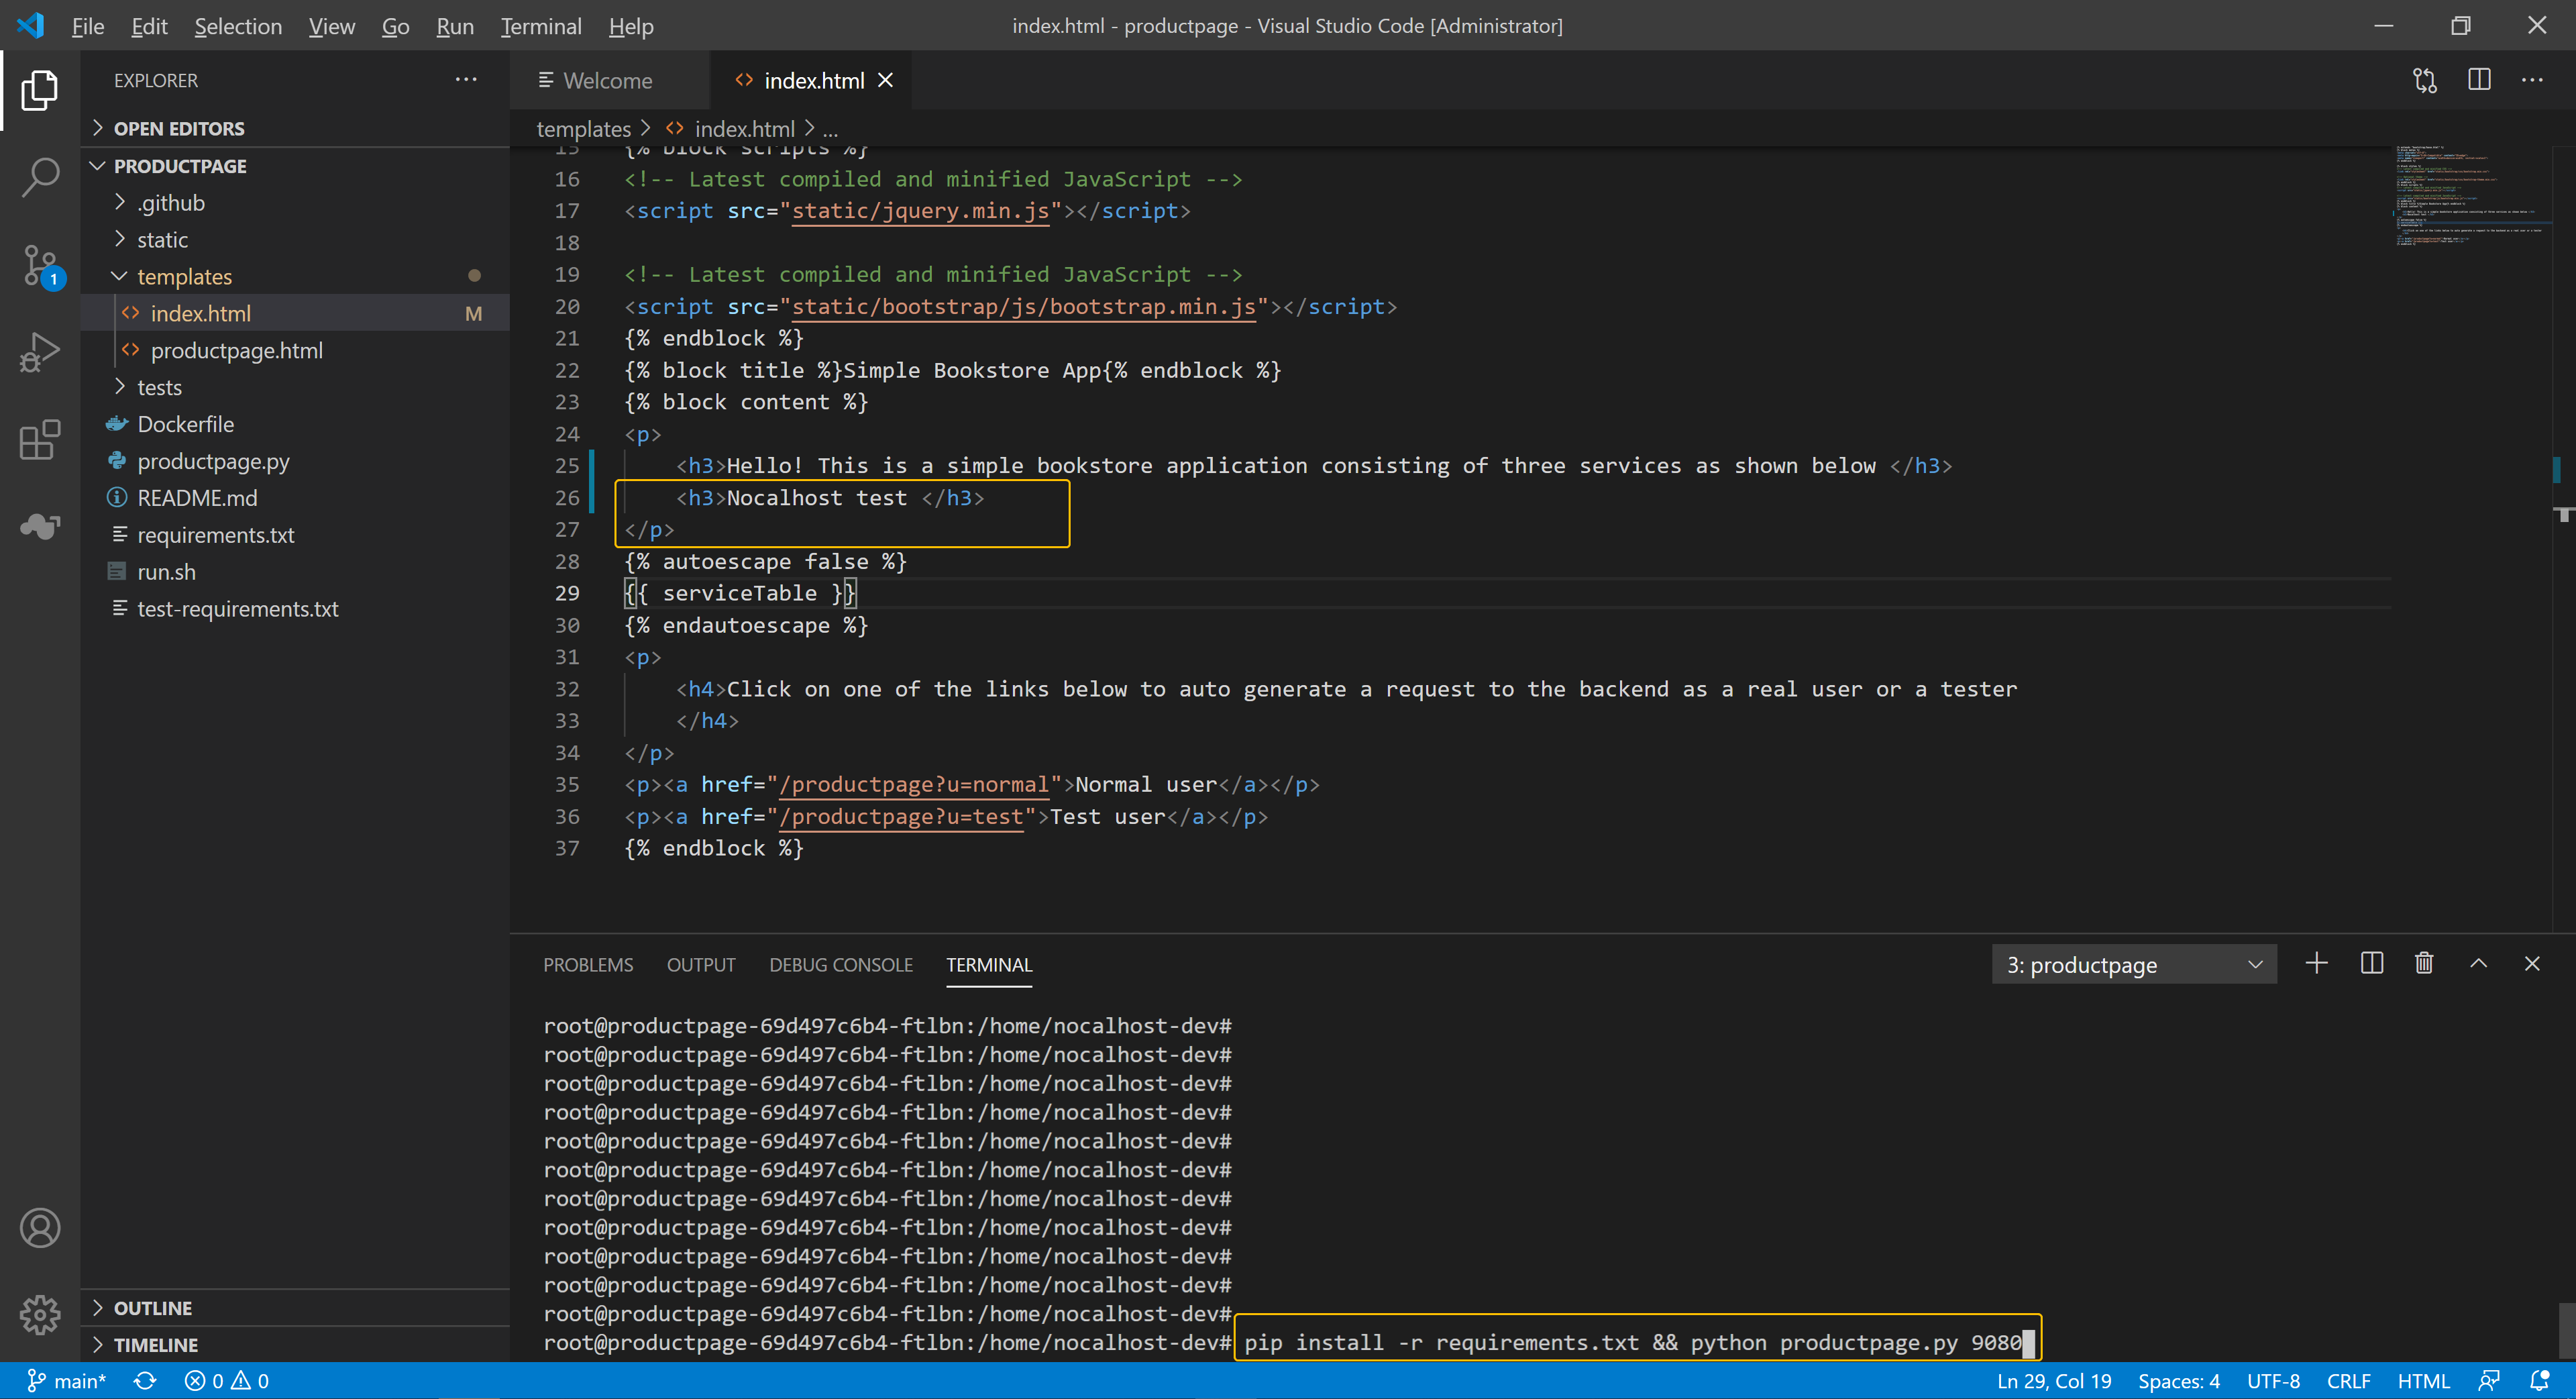 File Edit Selection View Go Run Terminal Help
index.html - productpage - Visual Studio Code [Administrator]
EXPLORER
OPEN EDITORS
PRODUCTPAGE
.github
static
templates
index.html M
productpage.html
tests
Dockerfile
productpage.py
README.md
requirements.txt
run.sh
test-requirements.txt
OUTLINE
TIMELINE
1
Welcome
index.html
templates > index.html > ...
15 {% block scripts %}
16 <!-- Latest compiled and minified JavaScript -->
17 <script src="static/jquery.min.js"></script>
18
19 <!-- Latest compiled and minified JavaScript -->
20 <script src="static/bootstrap/js/bootstrap.min.js"></script>
21 {% endblock %}
22 {% block title %}Simple Bookstore App{% endblock %}
23 {% block content %}
24 <p>
25 <h3>Hello! This is a simple bookstore application consisting of three services as shown below </h3>
26 <h3>Nocalhost test </h3>
27 </p>
28 {% autoescape false %}
29 {{ serviceTable }}
30 {% endautoescape %}
31 <p>
32 <h4>Click on one of the links below to auto generate a request to the backend as a real user or a tester
33 </h4>
34 </p>
35 <p><a href="/productpage?u=normal">Normal user</a></p>
36 <p><a href="/productpage?u=test">Test user</a></p>
37 {% endblock %}
PROBLEMS OUTPUT DEBUG CONSOLE TERMINAL
3: productpage
root@productpage-69d497c6b4-ftlbn:/home/nocalhost-dev#
root@productpage-69d497c6b4-ftlbn:/home/nocalhost-dev#
root@productpage-69d497c6b4-ftlbn:/home/nocalhost-dev#
root@productpage-69d497c6b4-ftlbn:/home/nocalhost-dev#
root@productpage-69d497c6b4-ftlbn:/home/nocalhost-dev#
root@productpage-69d497c6b4-ftlbn:/home/nocalhost-dev#
root@productpage-69d497c6b4-ftlbn:/home/nocalhost-dev#
root@productpage-69d497c6b4-ftlbn:/home/nocalhost-dev#
root@productpage-69d497c6b4-ftlbn:/home/nocalhost-dev#
root@productpage-69d497c6b4-ftlbn:/home/nocalhost-dev#
root@productpage-69d497c6b4-ftlbn:/home/nocalhost-dev#
root@productpage-69d497c6b4-ftlbn:/home/nocalhost-dev# pip install -r requirements.txt && python productpage.py 9080
main* 0 0
Ln 29, Col 19 Spaces: 4 UTF-8 CRLF HTML